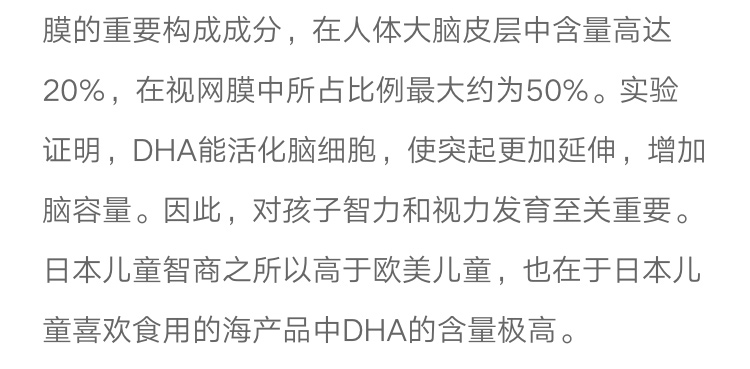 膜的重要构成成分，在人体大脑皮层中含量高达
20%，在视网膜中所占比例最大约为50%。实验
证明，DHA能活化脑细胞，使突起更加延伸，增加
脑容量。因此，对孩子智力和视力发育至关重要。
日本儿童智商之所以高于欧美儿童，也在于日本儿
童喜欢食用的海产品中DHA的含量极高。